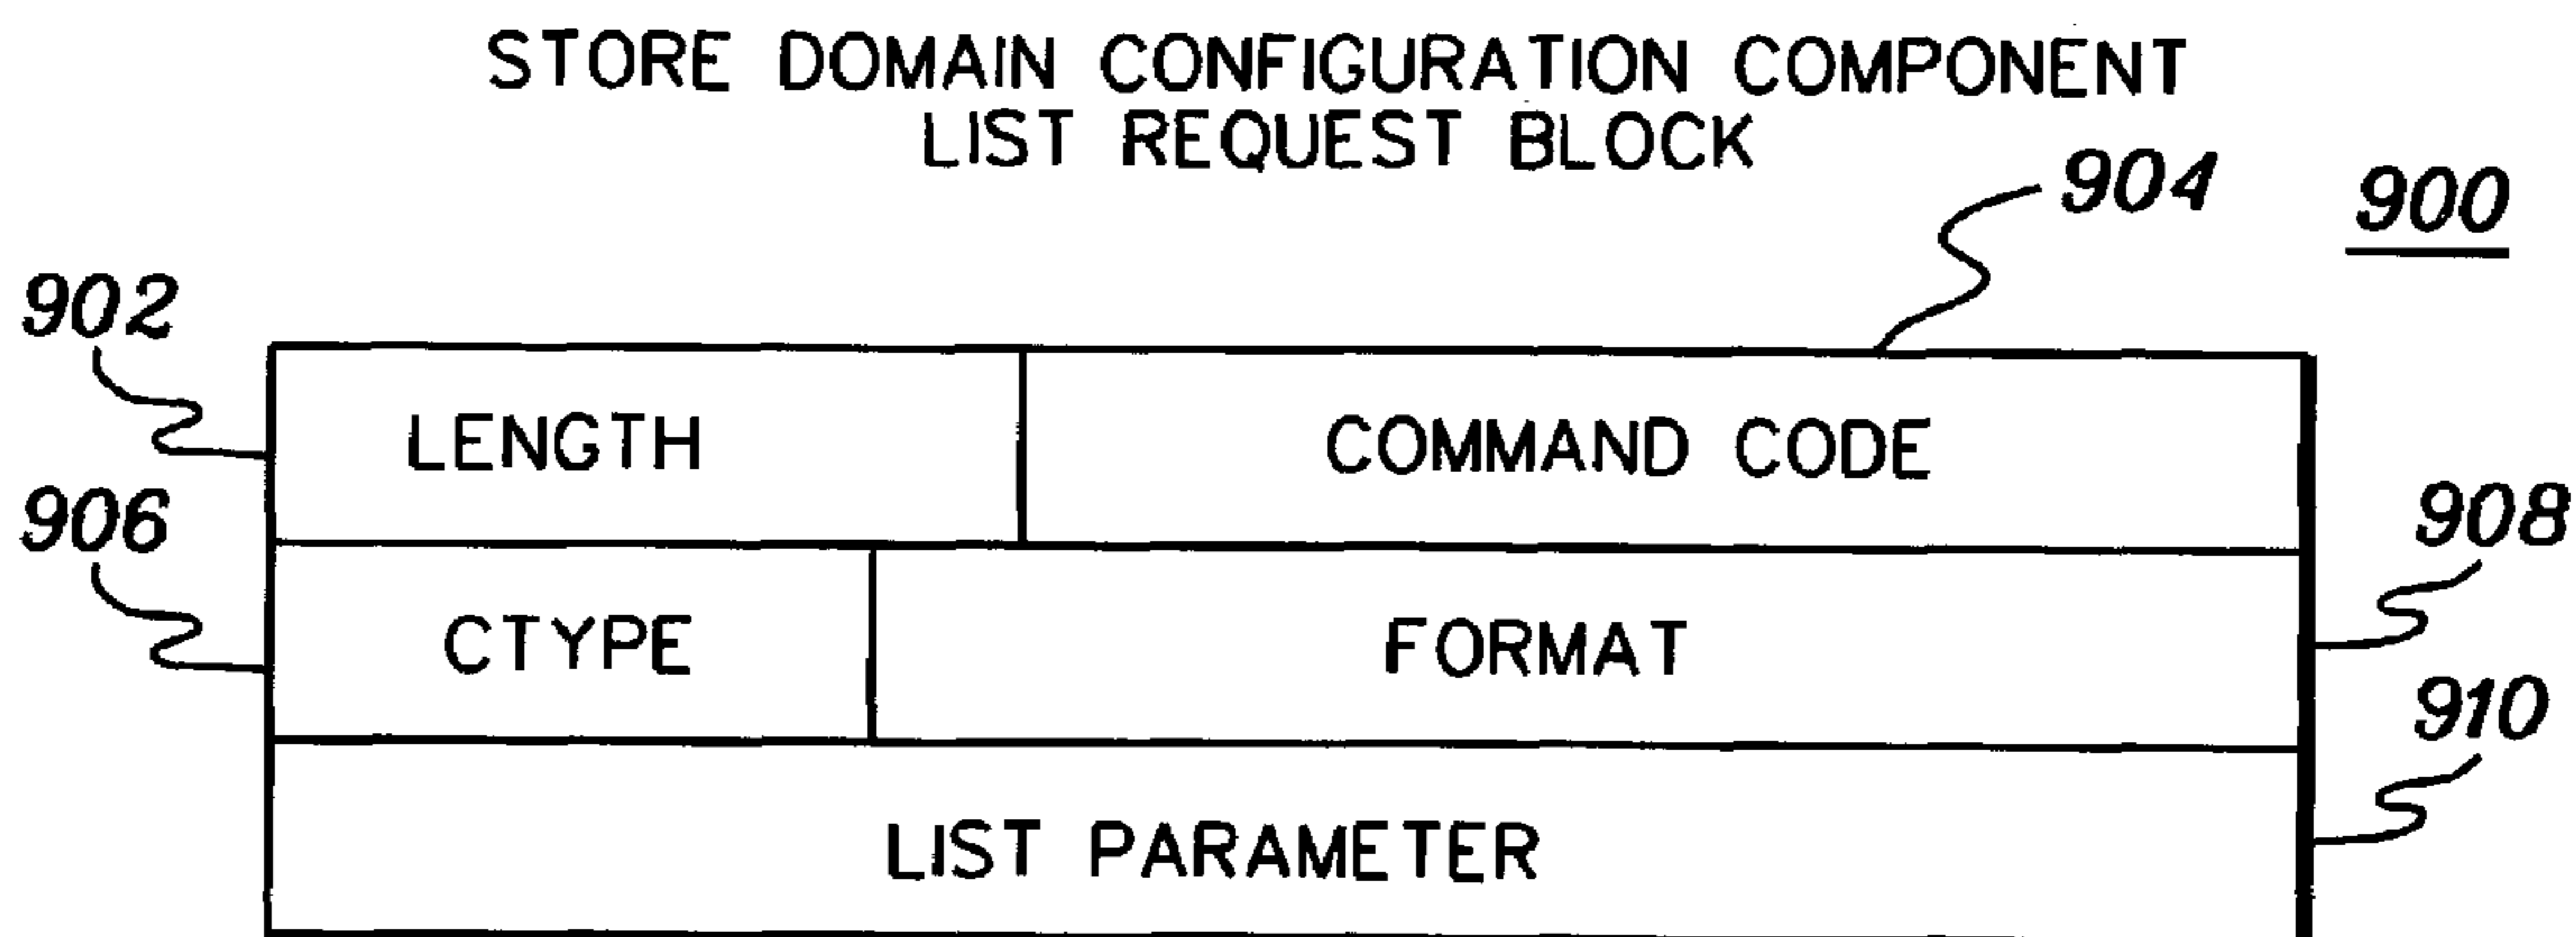 STORE DOMAIN CONFIGURATION COMPONENT
LIST REQUEST BLOCK
904
900
902
LENGTH
COMMAND CODE
906
908
CTYPE
FORMAT
910
LIST PARAMETER